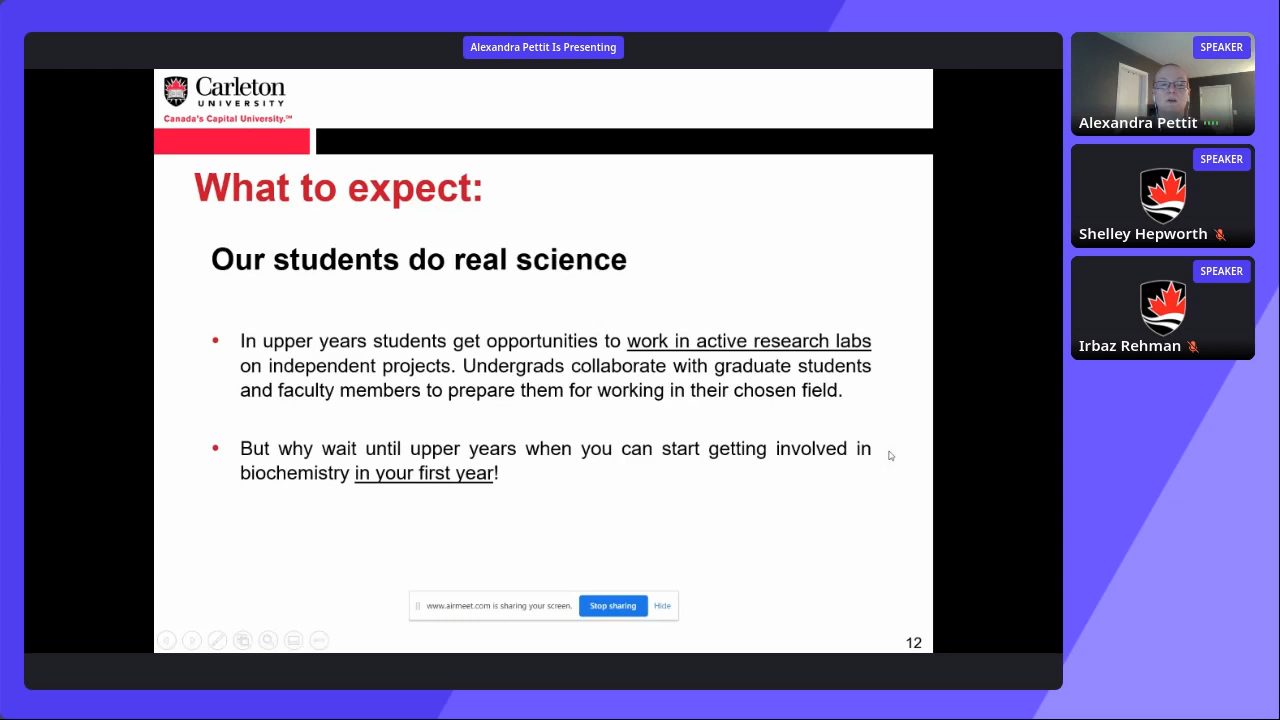 Alexandra Pettit Is Presenting
Carleton
UNIVERSITY
Canada's Capital University.™
What to expect:
Our students do real science
• In upper years students get opportunities to work in active research labs
on independent projects. Undergrads collaborate with graduate students
and faculty members to prepare them for working in their chosen field.
• But why wait until upper years when you can start getting involved in
biochemistry in your first year!
www.airmeet.com is sharing your screen. Stop sharing Hide
12
SPEAKER
Alexandra Pettit
SPEAKER
Shelley Hepworth
SPEAKER
Irbaz Rehman